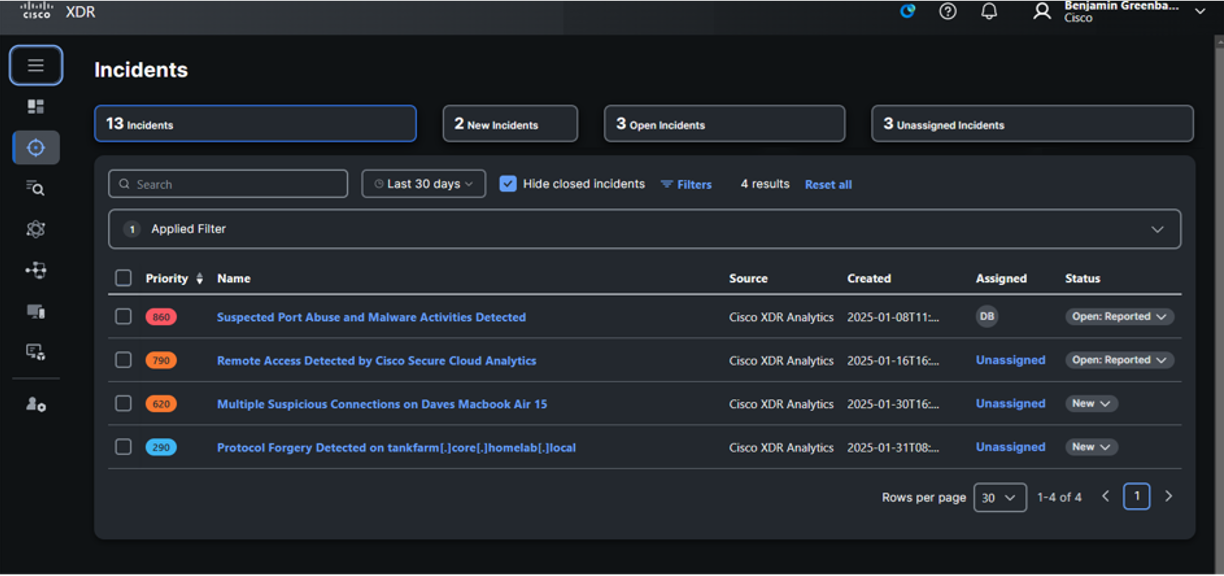 CISCO XDR Benjamin Greenba...
Cisco
Incidents
13 Incidents 2 New Incidents 3 Open Incidents 3 Unassigned Incidents
Search Last 30 days Hide closed incidents Filters 4 results Reset all
1 Applied Filter
Priority Name Source Created Assigned Status
860 Suspected Port Abuse and Malware Activities Detected Cisco XDR Analytics 2025-01-08T11:... DB Open: Reported
790 Remote Access Detected by Cisco Secure Cloud Analytics Cisco XDR Analytics 2025-01-16T16:... Unassigned Open: Reported
620 Multiple Suspicious Connections on Daves Macbook Air 15 Cisco XDR Analytics 2025-01-30T16:... Unassigned New
290 Protocol Forgery Detected on tankfarm[.]core[.]homelab[.]local Cisco XDR Analytics 2025-01-31T08:... Unassigned New
Rows per page 30 1-4 of 4 1